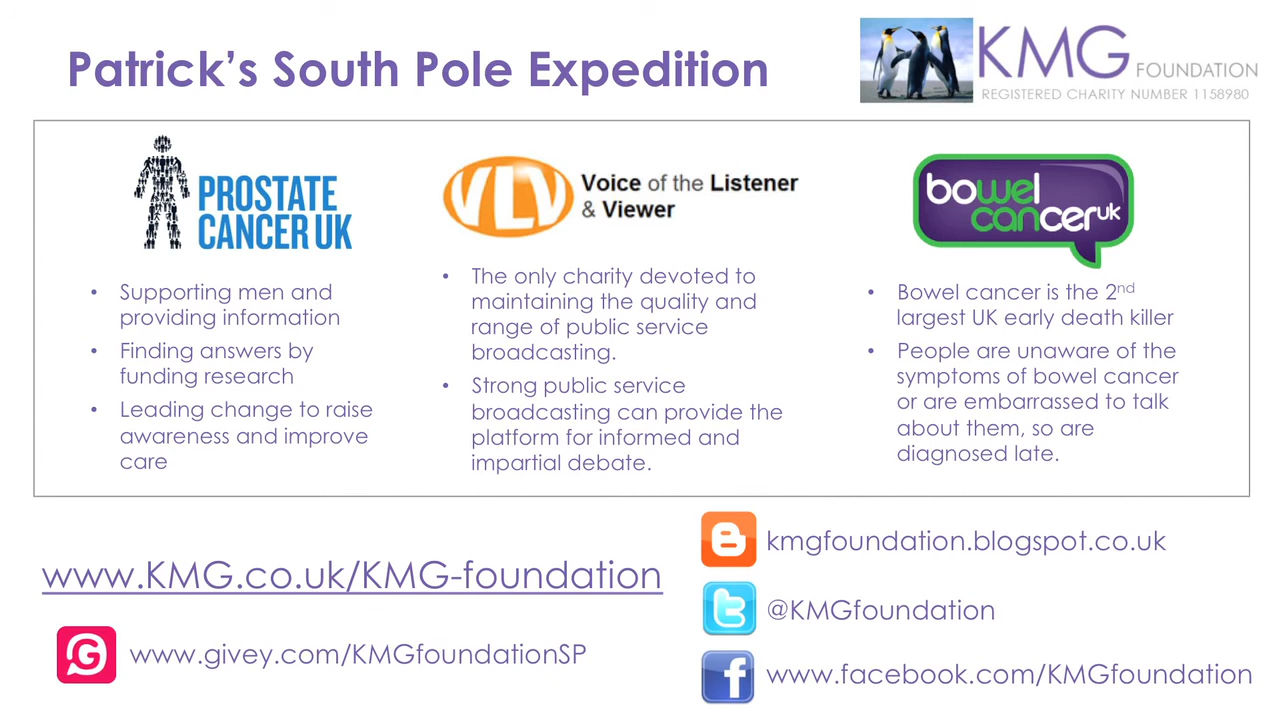 Patrick’s South Pole Expedition
KMG FOUNDATION
REGISTERED CHARITY NUMBER 1158980
PROSTATE
CANCER UK
• Supporting men and
providing information
• Finding answers by
funding research
• Leading change to raise
awareness and improve
care
VLV
Voice of the Listener
& Viewer
• The only charity devoted to
maintaining the quality and
range of public service
broadcasting.
• Strong public service
broadcasting can provide the
platform for informed and
impartial debate.
bowel
cancer uk
• Bowel cancer is the 2nd
largest UK early death killer
• People are unaware of the
symptoms of bowel cancer
or are embarrassed to talk
about them, so are
diagnosed late.
www.KMG.co.uk/KMG-foundation
G www.givey.com/KMGfoundationSP
kmgfoundation.blogspot.co.uk
@KMGfoundation
www.facebook.com/KMGfoundation